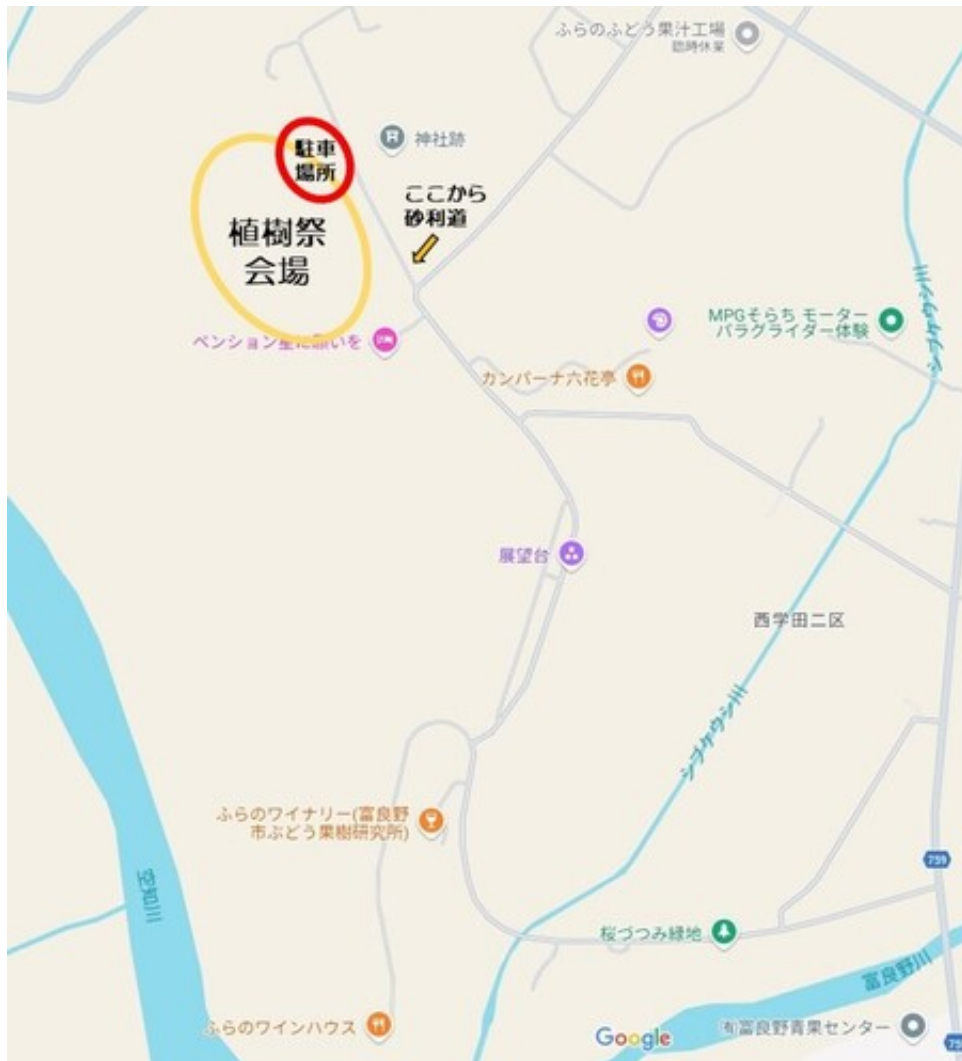 ふらのぶどう果汁工場
臨時休業
駐車
場所
神社跡
ここから
砂利道
植樹祭
会場
ペンション星に願いを
MPGそらち モーター
パラグライダー体験
シブケウシ川
カンパーナ六花亭
展望台
西学田二区
シブケウシ川
ふらのワイナリー(富良野
市ぶどう果樹研究所)
759
空知川
桜づつみ緑地
富良野川
ふらのワインハウス
Google
㈲富良野青果センター